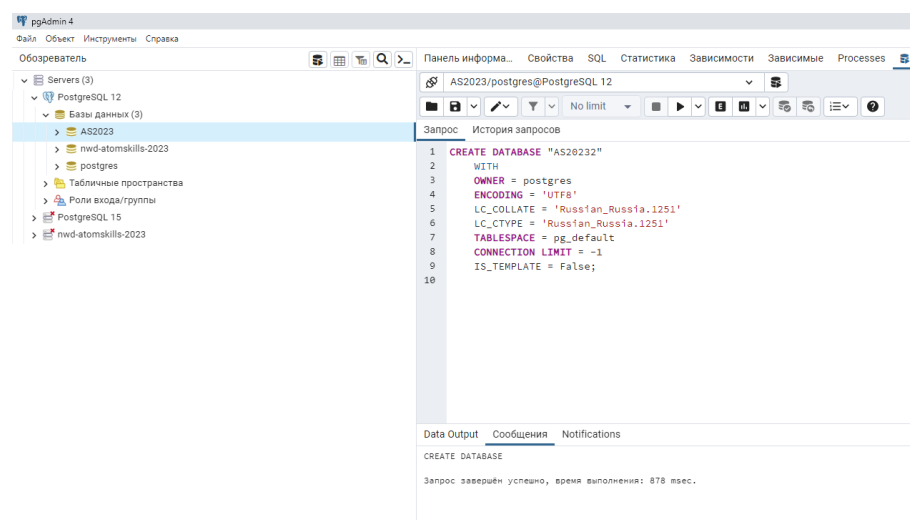 pgAdmin 4
Файл Объект Инструменты Справка
Обозреватель
Servers (3)
PostgreSQL 12
Базы данных (3)
AS2023
nwd-atomskills-2023
postgres
Табличные пространства
Роли входа/группы
PostgreSQL 15
nwd-atomskills-2023
Панель информа... Свойства SQL Статистика Зависимости Зависимые Processes
AS2023/postgres@PostgreSQL 12
No limit
E
Запрос История запросов
1 CREATE DATABASE "AS20232"
2 WITH
3 OWNER = postgres
4 ENCODING = 'UTF8'
5 LC_COLLATE = 'Russian_Russia.1251'
6 LC_CTYPE = 'Russian_Russia.1251'
7 TABLESPACE = pg_default
8 CONNECTION LIMIT = -1
9 IS_TEMPLATE = False;
10
Data Output Сообщения Notifications
CREATE DATABASE
Запрос завершён успешно, время выполнения: 878 msec.